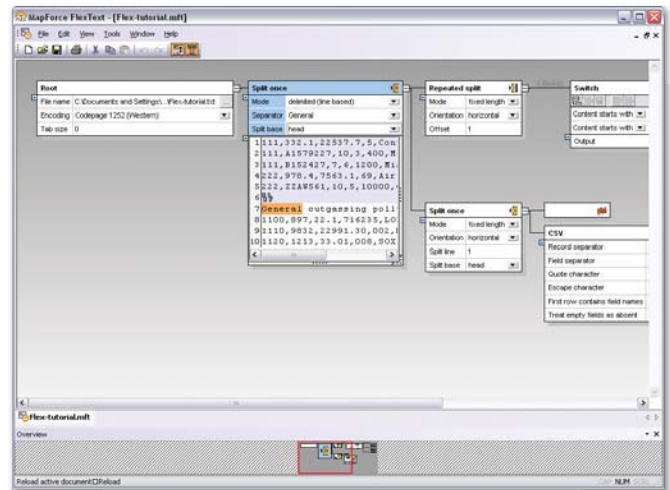 MapForce FlexText - [Flex-tutorial.mft]
File Edit View Tools Window Help
Root
File name C:\Documents and Settings\...\Flex-tutorial.txt ...
Encoding Codepage 1252 (Western)
Tab size 0
Split once
Mode delimited (line based)
Separator General
Split base head
1 111,332.1,22537.7,5,Con
2 111,A1579227,10,3,400,M
3 111,B152427,7,6,1200,Mi
4 222,978.4,7563.1,69,Air
5 222,ZZAW561,10,5,10000,
6
7 General outgassing poll
8 1100,897,22.1,716235,LO
9 1110,9832,22991.30,002,
10 1120,1213,33.01,008,SOX
Repeated split
Mode fixed length
Orientation horizontal
Offset 1
Switch
Content starts with
Content starts with
Output
Split once
Mode fixed length
Orientation horizontal
Split line 1
Split base head
CSV
Record separator
Field separator
Quote character
Escape character
First row contains field names
Treat empty fields as absent
Flex-tutorial.mft
Overview
Reload active document□Reload
CAP NUM SCRL